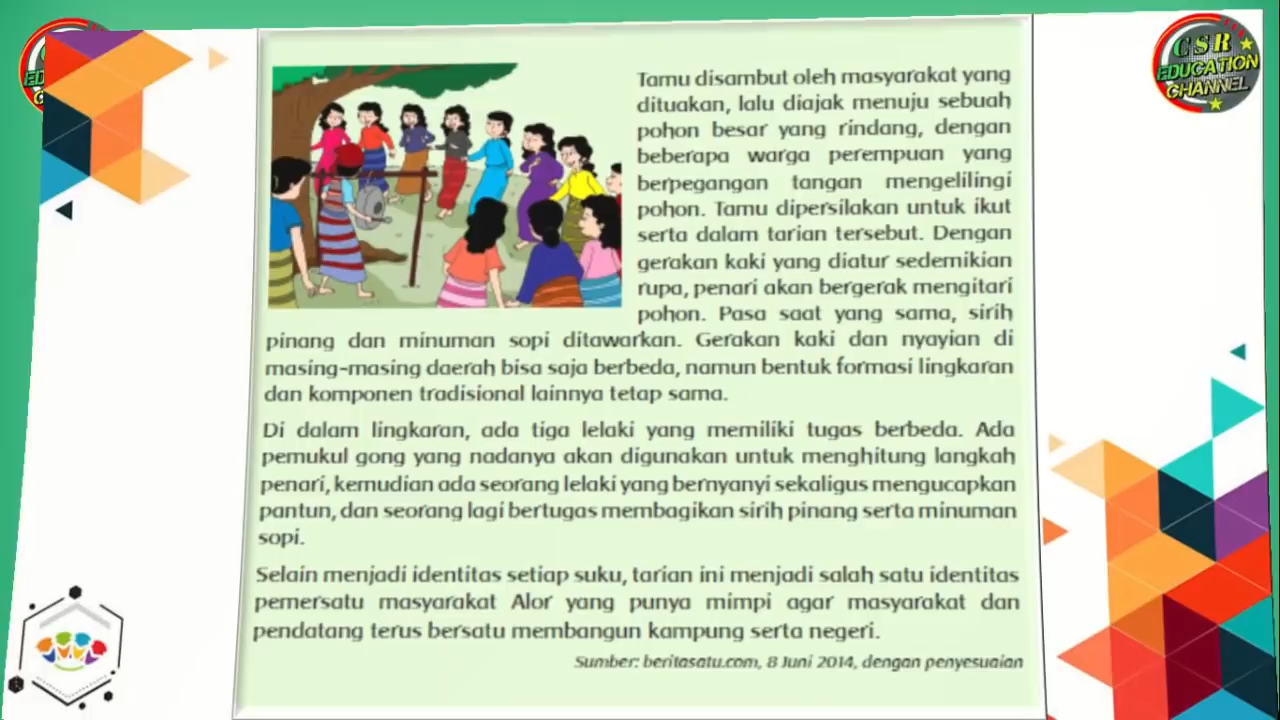 CSR
EDUCATION
CHANNEL
Tamu disambut oleh masyarakat yang
dituakan, lalu diajak menuju sebuah
pohon besar yang rindang, dengan
beberapa warga perempuan yang
berpegangan tangan mengelilingi
pohon. Tamu dipersilakan untuk ikut
serta dalam tarian tersebut. Dengan
gerakan kaki yang diatur sedemikian
rupa, penari akan bergerak mengitari
pohon. Pasa saat yang sama, sirih
pinang dan minuman sopi ditawarkan. Gerakan kaki dan nyayian di
masing-masing daerah bisa saja berbeda, namun bentuk formasi lingkaran
dan komponen tradisional lainnya tetap sama.
Di dalam lingkaran, ada tiga lelaki yang memiliki tugas berbeda. Ada
pemukul gong yang nadanya akan digunakan untuk menghitung langkah
penari, kemudian ada seorang lelaki yang bernyanyi sekaligus mengucapkan
pantun, dan seorang lagi bertugas membagikan sirih pinang serta minuman
sopi.
Selain menjadi identitas setiap suku, tarian ini menjadi salah satu identitas
pemersatu masyarakat Alor yang punya mimpi agar masyarakat dan
pendatang terus bersatu membangun kampung serta negeri.
Sumber: beritasatu.com, 8 Juni 2014, dengan penyesuaian